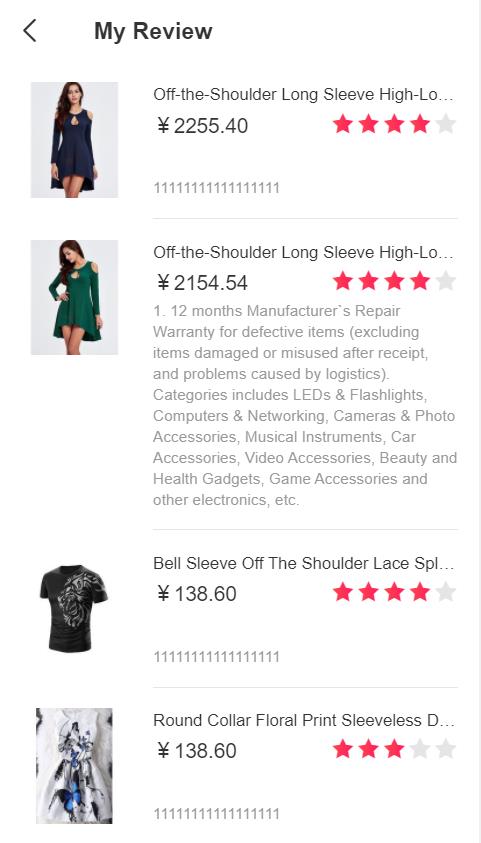 My Review
Off-the-Shoulder Long Sleeve High-Lo...
¥2255.40
11111111111111111
Off-the-Shoulder Long Sleeve High-Lo...
¥2154.54
1. 12 months Manufacturer`s Repair
Warranty for defective items (excluding
items damaged or misused after receipt,
and problems caused by logistics).
Categories includes LEDs & Flashlights,
Computers & Networking, Cameras & Photo
Accessories, Musical Instruments, Car
Accessories, Video Accessories, Beauty and
Health Gadgets, Game Accessories and
other electronics, etc.
Bell Sleeve Off The Shoulder Lace Spl...
¥138.60
11111111111111111
Round Collar Floral Print Sleeveless D...
¥138.60
11111111111111111